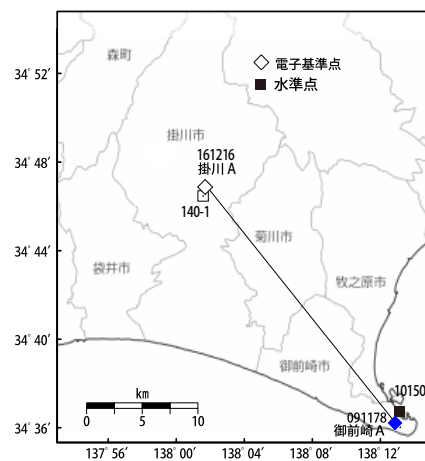 34° 52′
34° 48′
34° 44′
34° 40′
34° 36′
森町
◇ 電子基準点
■ 水準点
掛川市
161216
掛川 A
140-1
菊川市
袋井市
牧之原市
御前崎市
km
0 5 10
10150
091178
御前崎 A
137° 56′ 138° 00′ 138° 04′ 138° 08′ 138° 12′